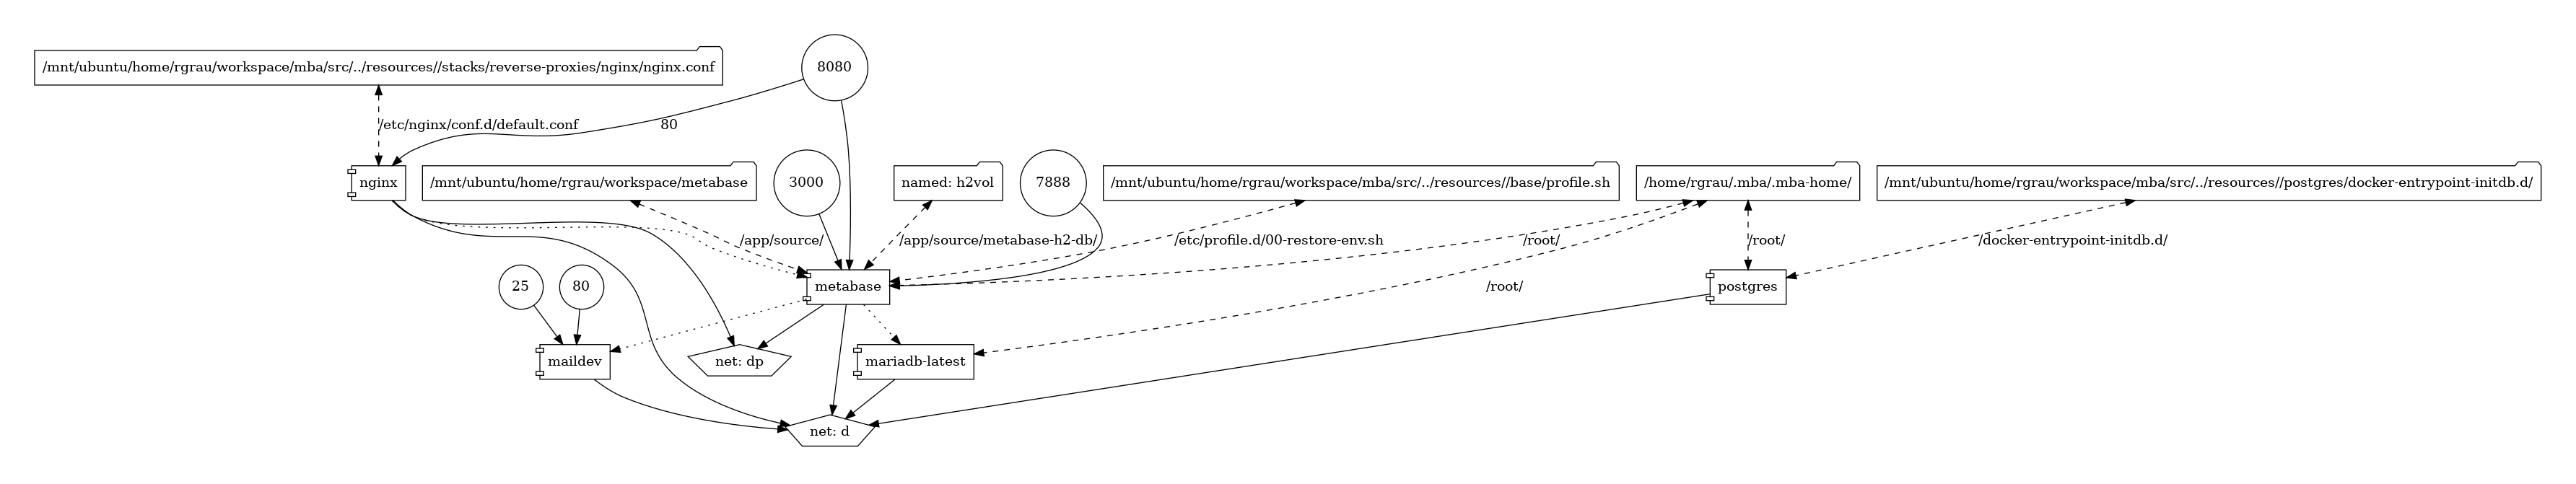 /mnt/ubuntu/home/rgrau/workspace/mba/src/../resources//stacks/reverse-proxies/nginx/nginx.conf
8080
/etc/nginx/conf.d/default.conf
80
nginx
/mnt/ubuntu/home/rgrau/workspace/metabase
3000
named: h2vol
7888
/mnt/ubuntu/home/rgrau/workspace/mba/src/../resources//base/profile.sh
/home/rgrau/.mba/.mba-home/
/mnt/ubuntu/home/rgrau/workspace/mba/src/../resources//postgres/docker-entrypoint-initdb.d/
/app/source/
/app/source/metabase-h2-db/
/etc/profile.d/00-restore-env.sh
/root/
/root/
/docker-entrypoint-initdb.d/
25
80
metabase
/root/
postgres
maildev
net: dp
mariadb-latest
net: d